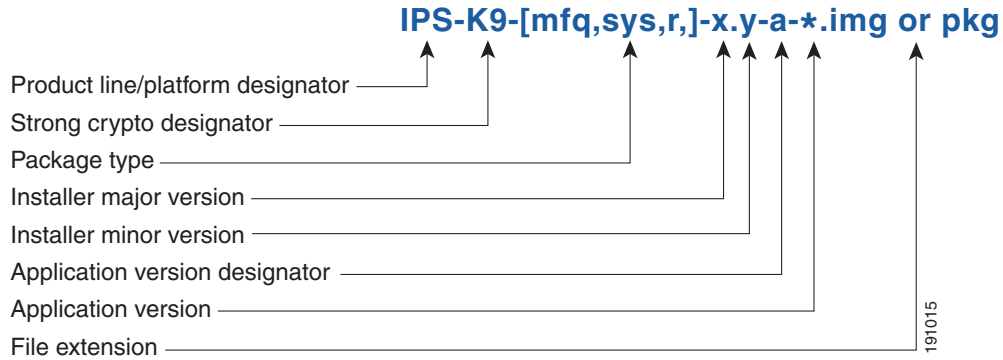 IPS-K9-[mfq,sys,r,]-x.y-a-*.img or pkg
Product line/platform designator
Strong crypto designator
Package type
Installer major version
Installer minor version
Application version designator
Application version
File extension
191015